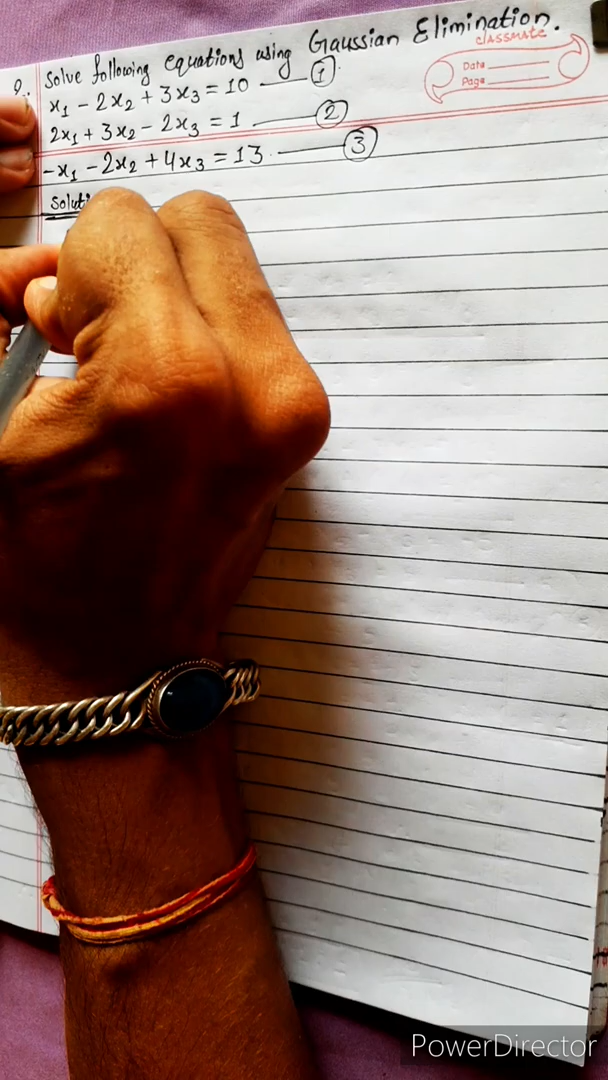 Q. Solve following equations using Gaussian Elimination.
x₁ - 2x₂ + 3x₃ = 10 —— ①
2x₁ + 3x₂ - 2x₃ = 1 —— ②
-x₁ - 2x₂ + 4x₃ = 13 —— ③
classmate
Date
Page
PowerDirector